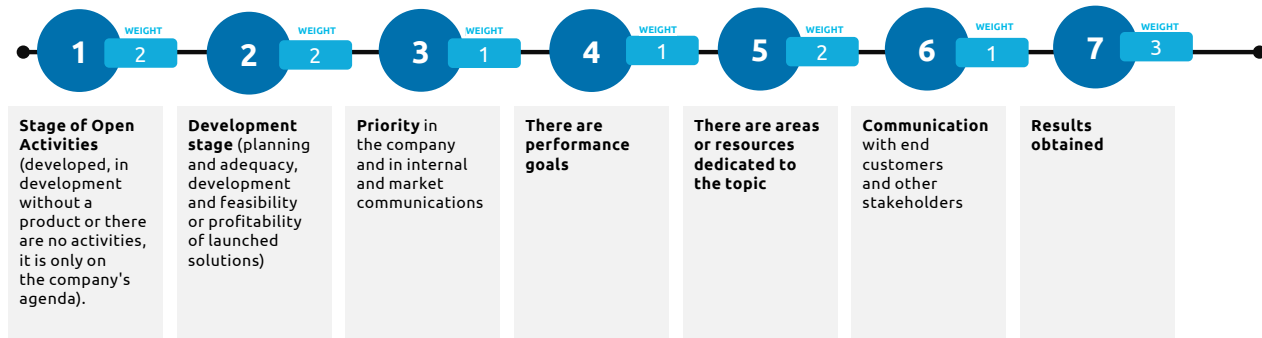 1
WEIGHT
2
2
WEIGHT
2
3
WEIGHT
1
4
WEIGHT
1
5
WEIGHT
2
6
WEIGHT
1
7
WEIGHT
3
Stage of Open
Activities
(developed, in
development
without a
product or there
are no activities,
it is only on
the company's
agenda).
Development
stage (planning
and adequacy,
development
and feasibility
or profitability
of launched
solutions)
Priority in
the company
and in internal
and market
communications
There are
performance
goals
There are areas
or resources
dedicated to
the topic
Communication
with end
customers
and other
stakeholders
Results
obtained